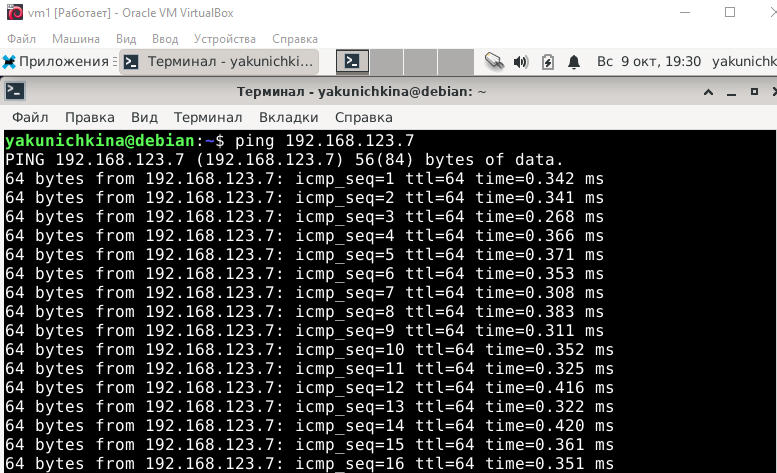 vm1 [Работает] - Oracle VM VirtualBox
Файл Машина Вид Ввод Устройства Справка
Приложения Терминал - yakunichki... Вс 9 окт, 19:30 yakunichk
Терминал - yakunichkina@debian: ~
Файл Правка Вид Терминал Вкладки Справка
yakunichkina@debian:~$ ping 192.168.123.7
PING 192.168.123.7 (192.168.123.7) 56(84) bytes of data.
64 bytes from 192.168.123.7: icmp_seq=1 ttl=64 time=0.342 ms
64 bytes from 192.168.123.7: icmp_seq=2 ttl=64 time=0.341 ms
64 bytes from 192.168.123.7: icmp_seq=3 ttl=64 time=0.268 ms
64 bytes from 192.168.123.7: icmp_seq=4 ttl=64 time=0.366 ms
64 bytes from 192.168.123.7: icmp_seq=5 ttl=64 time=0.371 ms
64 bytes from 192.168.123.7: icmp_seq=6 ttl=64 time=0.353 ms
64 bytes from 192.168.123.7: icmp_seq=7 ttl=64 time=0.308 ms
64 bytes from 192.168.123.7: icmp_seq=8 ttl=64 time=0.383 ms
64 bytes from 192.168.123.7: icmp_seq=9 ttl=64 time=0.311 ms
64 bytes from 192.168.123.7: icmp_seq=10 ttl=64 time=0.352 ms
64 bytes from 192.168.123.7: icmp_seq=11 ttl=64 time=0.325 ms
64 bytes from 192.168.123.7: icmp_seq=12 ttl=64 time=0.416 ms
64 bytes from 192.168.123.7: icmp_seq=13 ttl=64 time=0.322 ms
64 bytes from 192.168.123.7: icmp_seq=14 ttl=64 time=0.420 ms
64 bytes from 192.168.123.7: icmp_seq=15 ttl=64 time=0.361 ms
64 bytes from 192.168.123.7: icmp_seq=16 ttl=64 time=0.351 ms